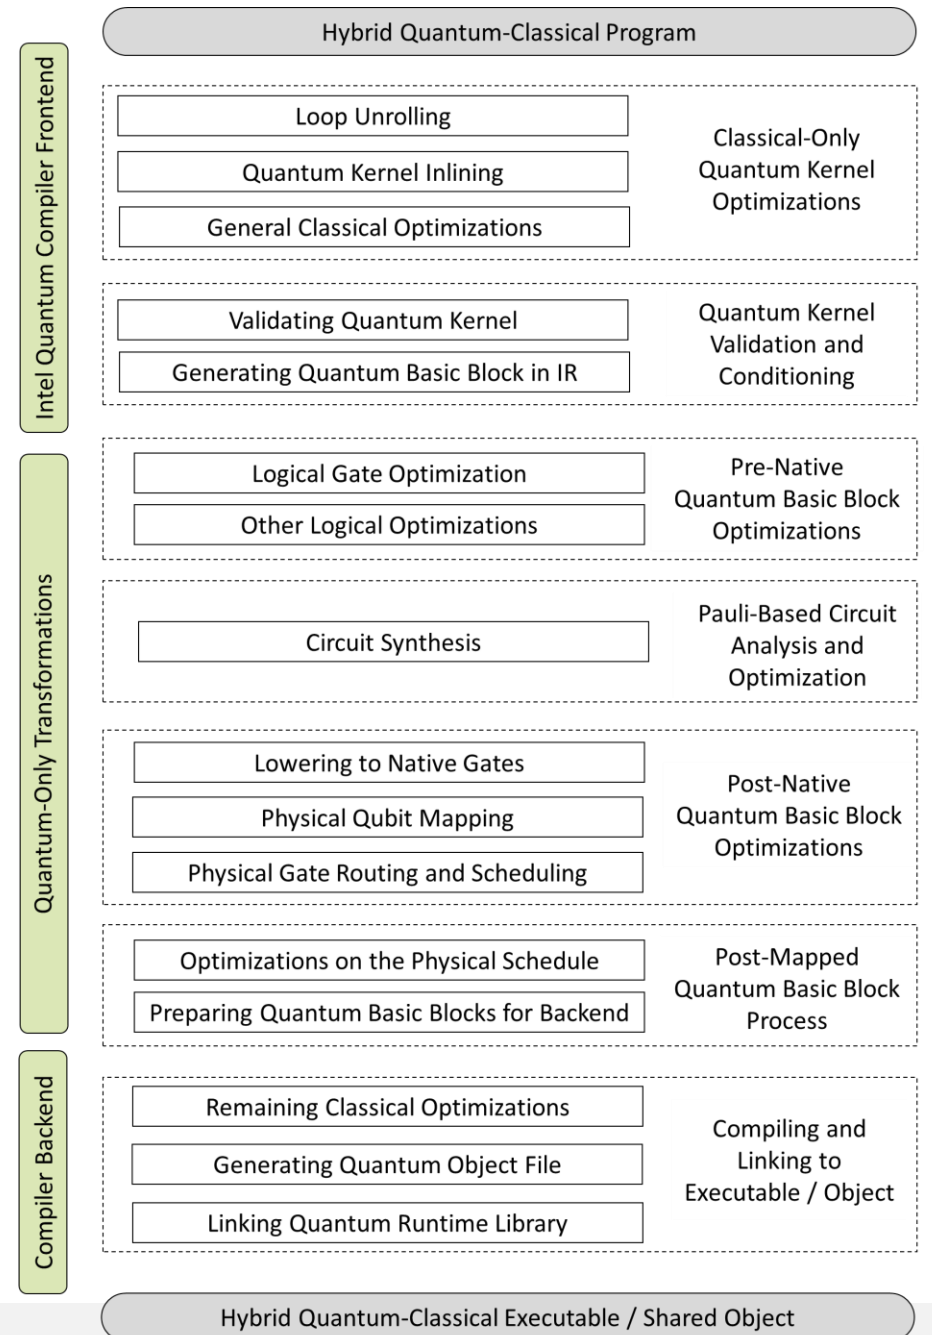 Hybrid Quantum-Classical Program
Intel Quantum Compiler Frontend
Loop Unrolling
Quantum Kernel Inlining
General Classical Optimizations
Classical-Only
Quantum Kernel
Optimizations
Validating Quantum Kernel
Generating Quantum Basic Block in IR
Quantum Kernel
Validation and
Conditioning
Quantum-Only Transformations
Logical Gate Optimization
Other Logical Optimizations
Pre-Native
Quantum Basic Block
Optimizations
Circuit Synthesis
Pauli-Based Circuit
Analysis and
Optimization
Lowering to Native Gates
Physical Qubit Mapping
Physical Gate Routing and Scheduling
Post-Native
Quantum Basic Block
Optimizations
Optimizations on the Physical Schedule
Preparing Quantum Basic Blocks for Backend
Post-Mapped
Quantum Basic Block
Process
Compiler Backend
Remaining Classical Optimizations
Generating Quantum Object File
Linking Quantum Runtime Library
Compiling and
Linking to
Executable / Object
Hybrid Quantum-Classical Executable / Shared Object